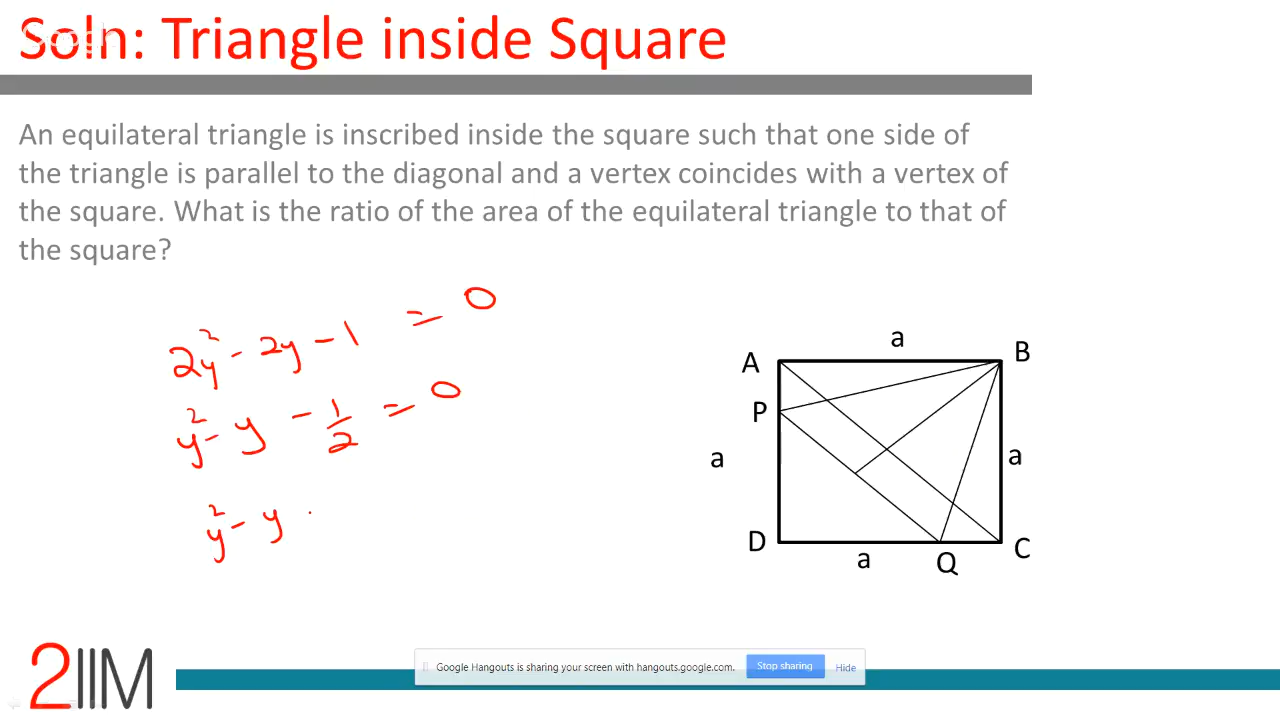 Soln: Triangle inside Square
Google
An equilateral triangle is inscribed inside the square such that one side of
the triangle is parallel to the diagonal and a vertex coincides with a vertex of
the square. What is the ratio of the area of the equilateral triangle to that of
the square?
2y² - 2y - 1 = 0
y² - y - 1/2 = 0
y² - y
a
A
B
P
a
a
D
a
Q
C
2IIM
Google Hangouts is sharing your screen with hangouts.google.com.
Stop sharing
Hide